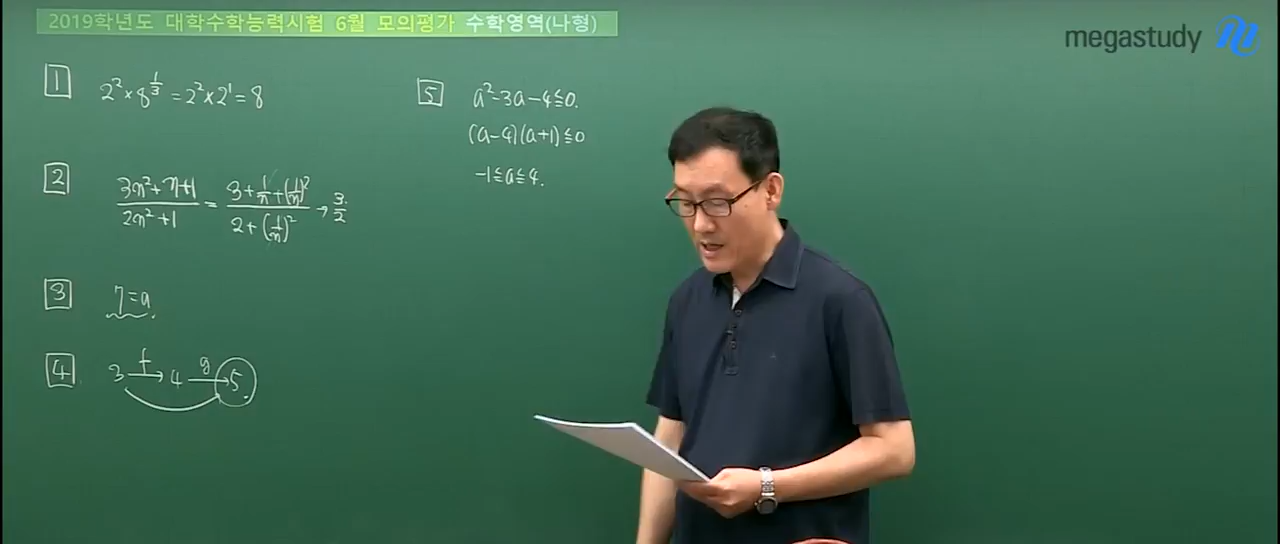 2019학년도 대학수학능력시험 6월 모의평가 수학영역(나형)
megastudy
1 2² × 8^{1/3} = 2² × 2¹ = 8
2 (3n² + n + 1)/(2n² + 1) = (3 + 1/n + (1/n)²)/(2 + (1/n)²) → 3/2
3 7 = a
4 3 →f 4 →g 5
5 a² - 3a - 4 ≤ 0.
(a-4)(a+1) ≤ 0
-1 ≤ a ≤ 4.